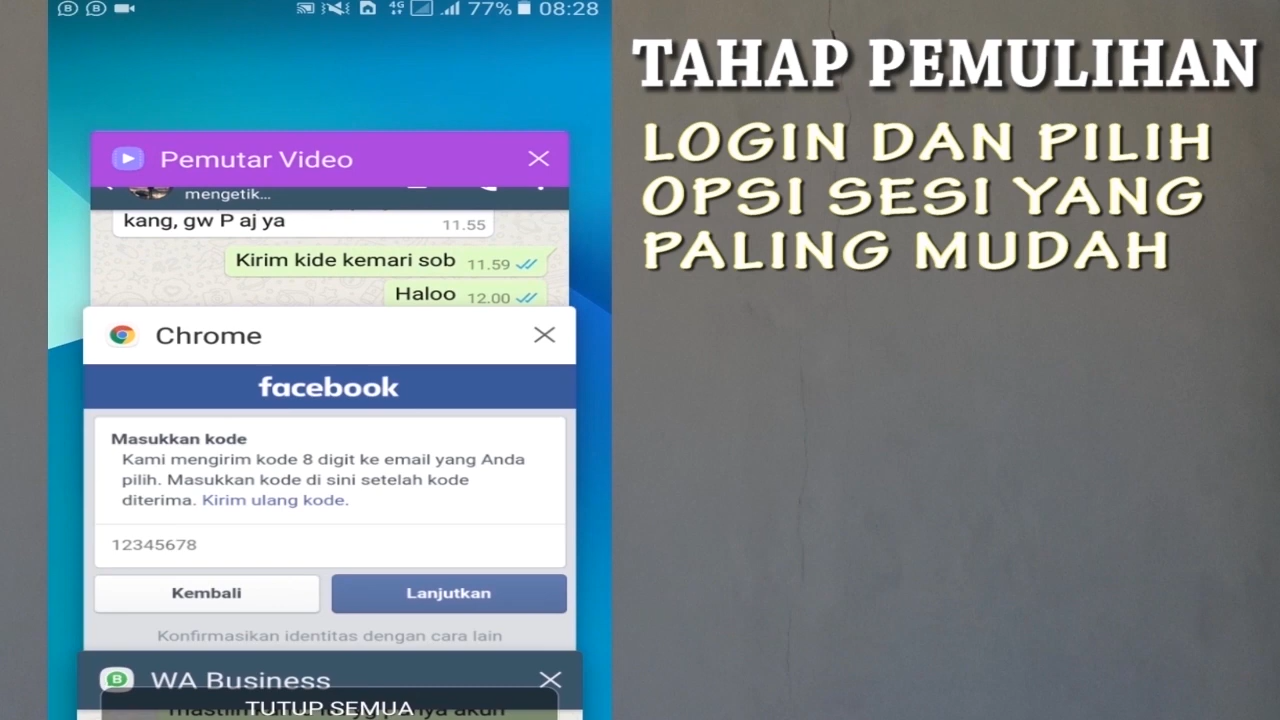 4G 77% 08:28
TAHAP PEMULIHAN
LOGIN DAN PILIH
OPSI SESI YANG
PALING MUDAH
Pemutar Video
mengetik...
kang, gw P aj ya
11.55
Kirim kide kemari sob 11.59
Haloo 12.00
Chrome
facebook
Masukkan kode
Kami mengirim kode 8 digit ke email yang Anda
pilih. Masukkan kode di sini setelah kode
diterima. Kirim ulang kode.
12345678
Kembali
Lanjutkan
Konfirmasikan identitas dengan cara lain
WA Business
TUTUP SEMUA
akun